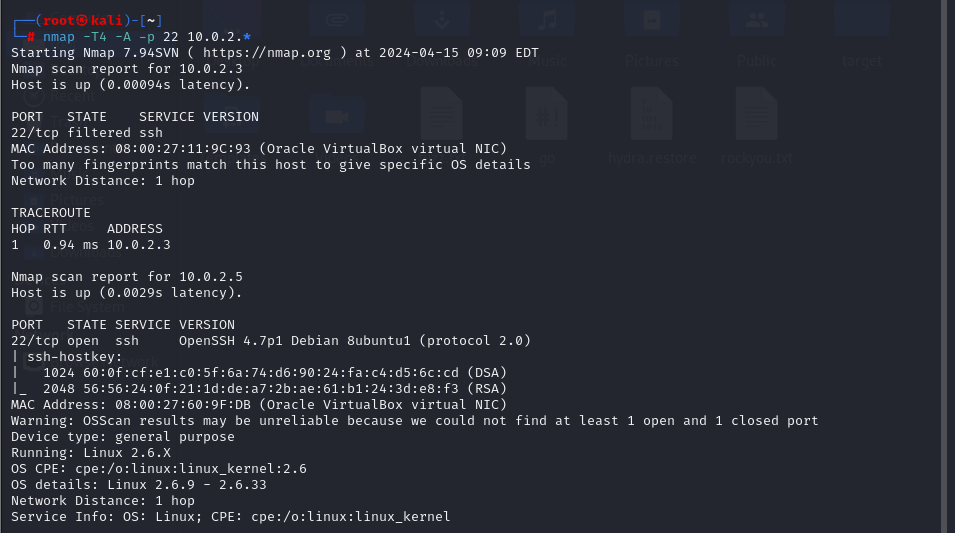 ┌──(root㉿kali)-[~]
└─# nmap -T4 -A -p 22 10.0.2.*
Starting Nmap 7.94SVN ( https://nmap.org ) at 2024-04-15 09:09 EDT
Nmap scan report for 10.0.2.3
Host is up (0.00094s latency).

PORT   STATE    SERVICE VERSION
22/tcp filtered ssh
MAC Address: 08:00:27:11:9C:93 (Oracle VirtualBox virtual NIC)
Too many fingerprints match this host to give specific OS details
Network Distance: 1 hop

TRACEROUTE
HOP RTT     ADDRESS
1   0.94 ms 10.0.2.3

Nmap scan report for 10.0.2.5
Host is up (0.0029s latency).

PORT   STATE SERVICE VERSION
22/tcp open  ssh     OpenSSH 4.7p1 Debian 8ubuntu1 (protocol 2.0)
| ssh-hostkey:
|   1024 60:0f:cf:e1:c0:5f:6a:74:d6:90:24:fa:c4:d5:6c:cd (DSA)
|_  2048 56:56:24:0f:21:1d:de:a7:2b:ae:61:b1:24:3d:e8:f3 (RSA)
MAC Address: 08:00:27:60:9F:DB (Oracle VirtualBox virtual NIC)
Warning: OSScan results may be unreliable because we could not find at least 1 open and 1 closed port
Device type: general purpose
Running: Linux 2.6.X
OS CPE: cpe:/o:linux:linux_kernel:2.6
OS details: Linux 2.6.9 - 2.6.33
Network Distance: 1 hop
Service Info: OS: Linux; CPE: cpe:/o:linux:linux_kernel
Music
Pictures
Public
target
go
hydra.restore
rockyou.txt